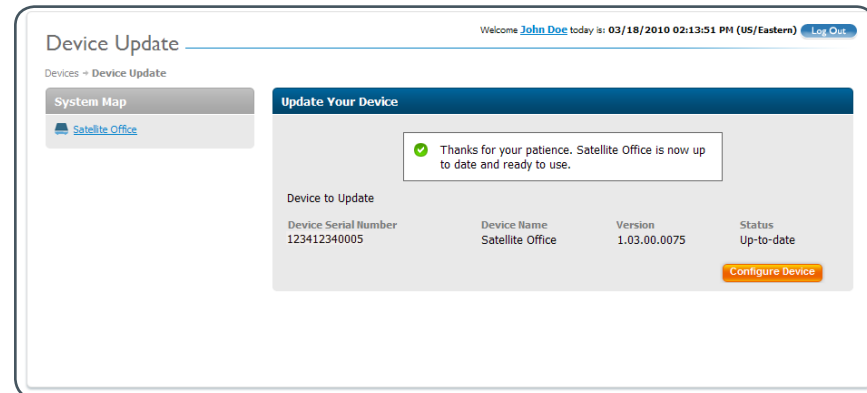 Welcome John Doe today is: 03/18/2010 02:13:51 PM (US/Eastern) Log Out
Device Update
Devices → Device Update
System Map
Satellite Office
Update Your Device
Thanks for your patience. Satellite Office is now up
to date and ready to use.
Device to Update
Device Serial Number Device Name Version Status
123412340005 Satellite Office 1.03.00.0075 Up-to-date
Configure Device